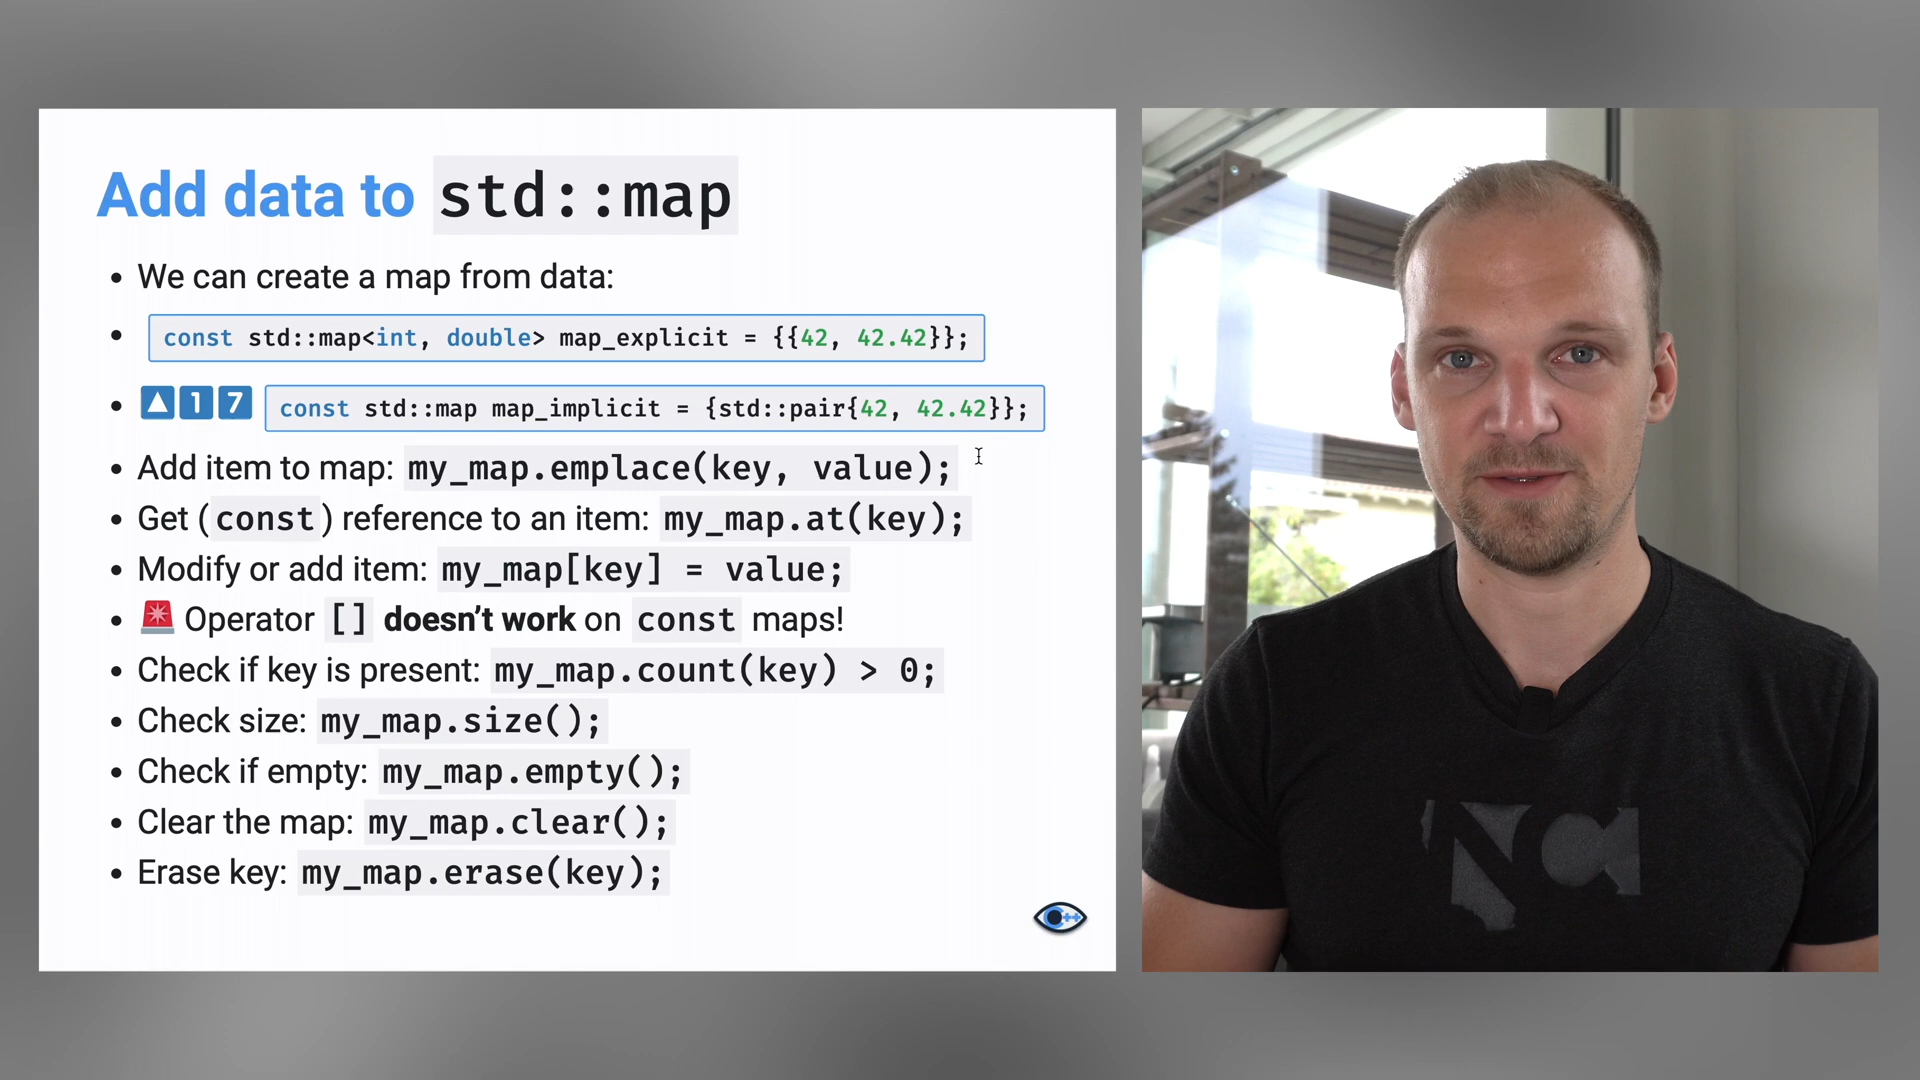 Add data to std::map
We can create a map from data:
const std::map<int, double> map_explicit = {{42, 42.42}};
17 const std::map map_implicit = {std::pair{42, 42.42}};
Add item to map: my_map.emplace(key, value);
Get (const) reference to an item: my_map.at(key);
Modify or add item: my_map[key] = value;
Operator [] doesn't work on const maps!
Check if key is present: my_map.count(key) > 0;
Check size: my_map.size();
Check if empty: my_map.empty();
Clear the map: my_map.clear();
Erase key: my_map.erase(key);
C++